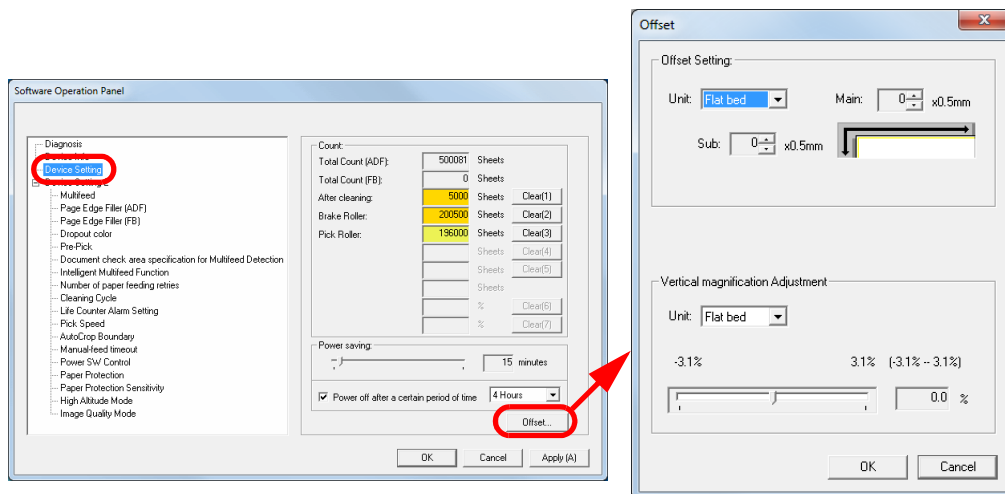 Software Operation Panel
Diagnosis
Device Setting
Device Setting 2
Multifeed
Page Edge Filler (ADF)
Page Edge Filler (FB)
Dropout color
Pre-Pick
Document check area specification for Multifeed Detection
Intelligent Multifeed Function
Number of paper feeding retries
Cleaning Cycle
Life Counter Alarm Setting
Pick Speed
AutoCrop Boundary
Manual-feed timeout
Power SW Control
Paper Protection
Paper Protection Sensitivity
High Altitude Mode
Image Quality Mode
Count:
Total Count (ADF): 500081 Sheets
Total Count (FB): 0 Sheets
After cleaning: 5000 Sheets Clear(1)
Brake Roller: 200500 Sheets Clear(2)
Pick Roller: 196000 Sheets Clear(3)
Sheets Clear(4)
Sheets Clear(5)
Sheets
% Clear(6)
% Clear(7)
Power saving:
15 minutes
Power off after a certain period of time 4 Hours
Offset...
OK Cancel Apply (A)
Offset
Offset Setting:
Unit: Flat bed Main: 0 x0.5mm
Sub: 0 x0.5mm
Vertical magnification Adjustment
Unit: Flat bed
-3.1% 3.1% (-3.1% -- 3.1%)
0.0 %
OK Cancel